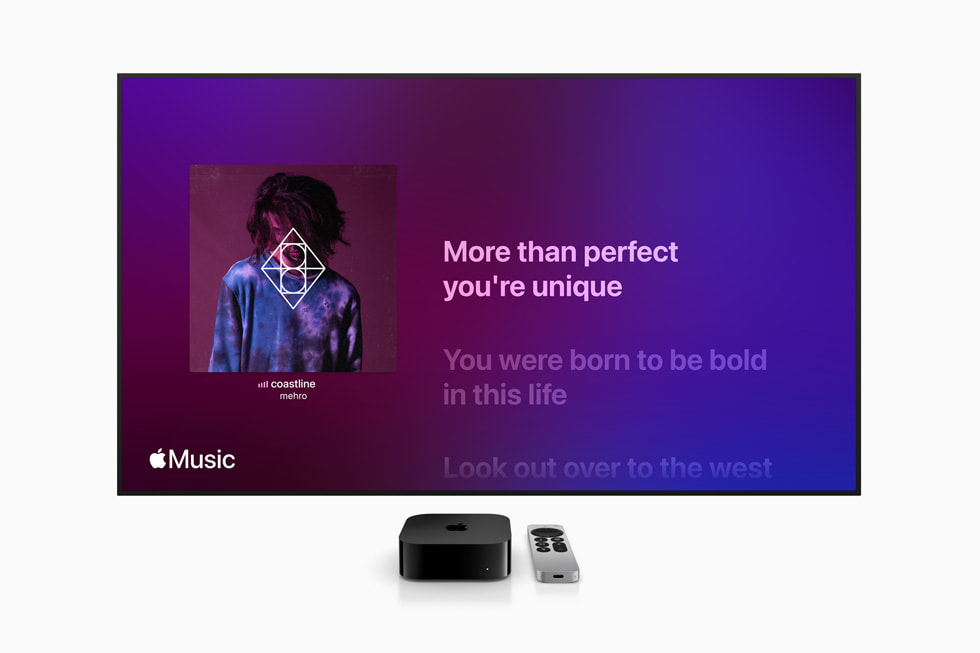 More than perfect
you're unique
You were born to be bold
in this life
Look out over to the west
coastline
mehro
Music